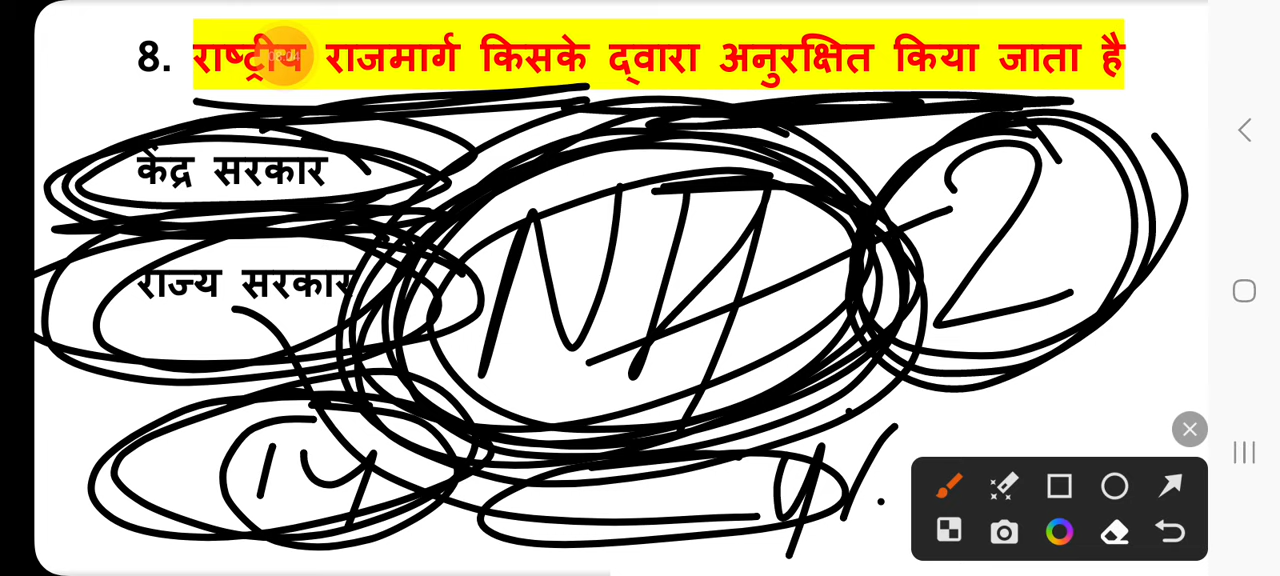 8. राष्ट्रीय राजमार्ग किसके द्वारा अनुरक्षित किया जाता है
केंद्र सरकार
राज्य सरकार
NH 2